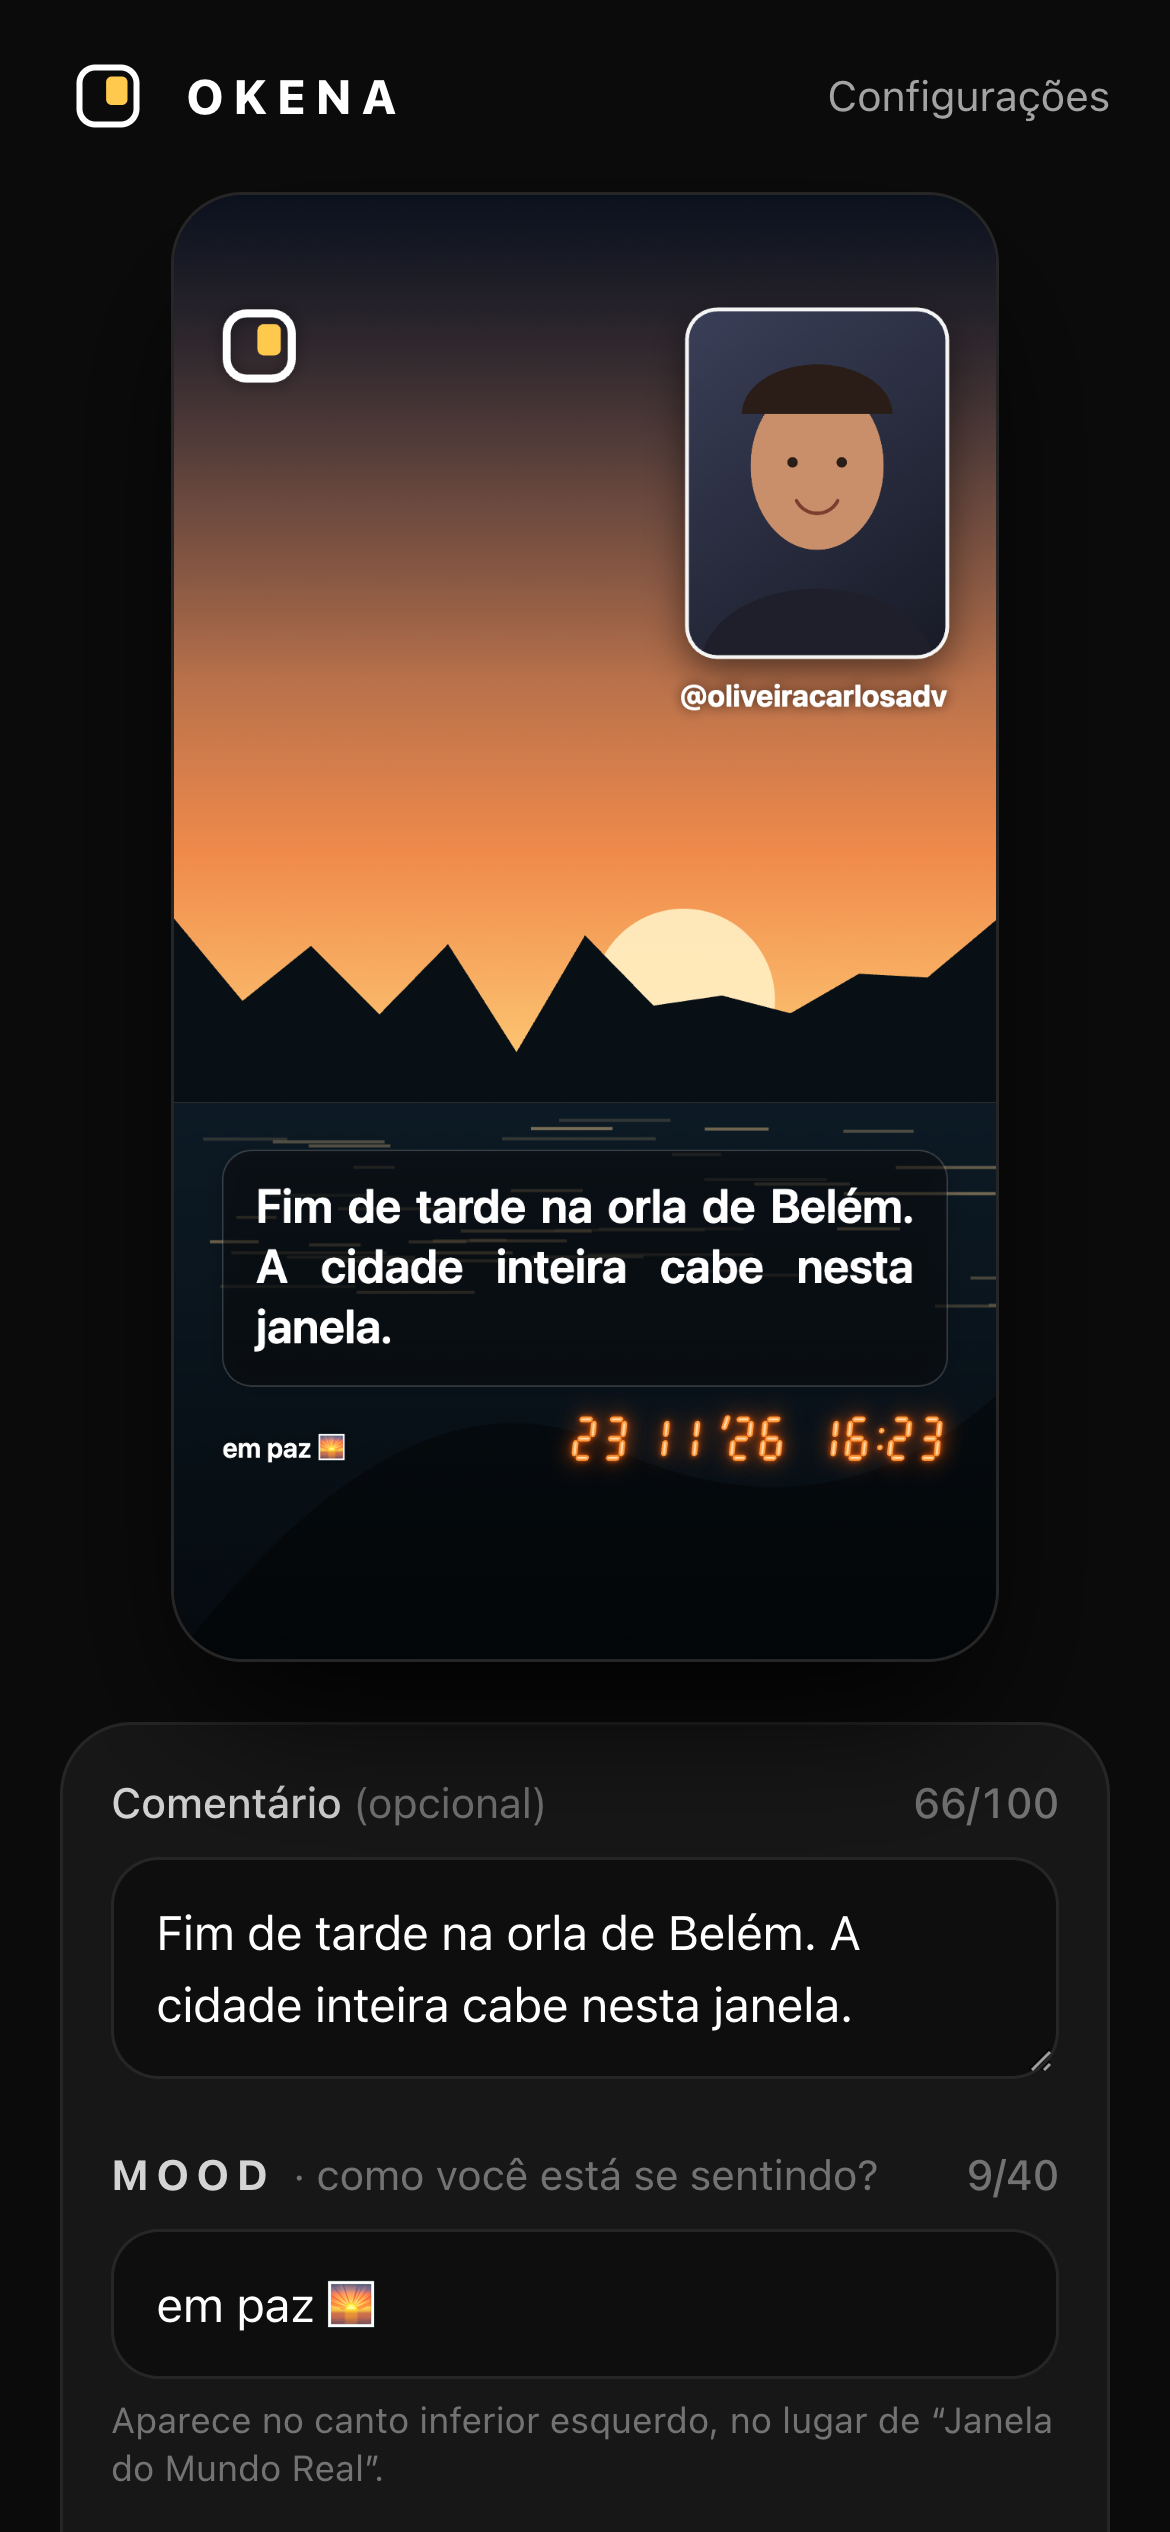 OKENA
Configurações
@oliveiracarlosadv
Fim de tarde na orla de Belém.
A cidade inteira cabe nesta
janela.
em paz 🌅
23 11 '26 16:23
Comentário (opcional)
66/100
Fim de tarde na orla de Belém. A
cidade inteira cabe nesta janela.
MOOD · como você está se sentindo?
9/40
em paz 🌅
Aparece no canto inferior esquerdo, no lugar de “Janela
do Mundo Real”.